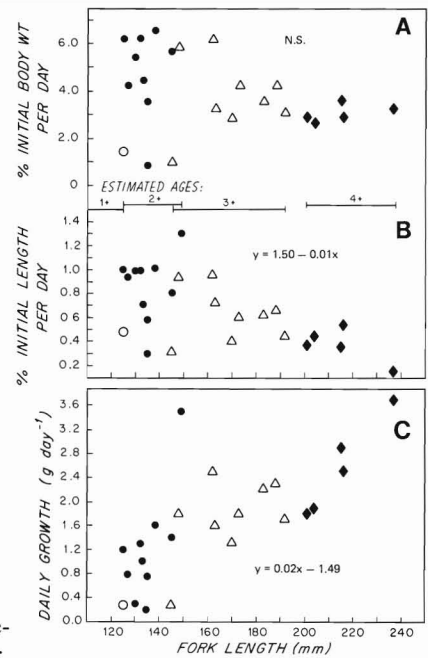 A
% INITIAL BODY WT
PER DAY
6.0
4.0
2.0
0
N.S.
ESTIMATED AGES:
1+
2+
3+
4+
B
% INITIAL LENGTH
PER DAY
1.4
1.2
1.0
0.8
0.6
0.4
0.2
y = 1.50 – 0.01x
C
DAILY GROWTH (g day⁻¹)
3.6
3.2
2.8
2.4
2.0
1.6
1.2
0.8
0.4
0.0
y = 0.02x – 1.49
120 140 160 180 200 220 240
FORK LENGTH (mm)